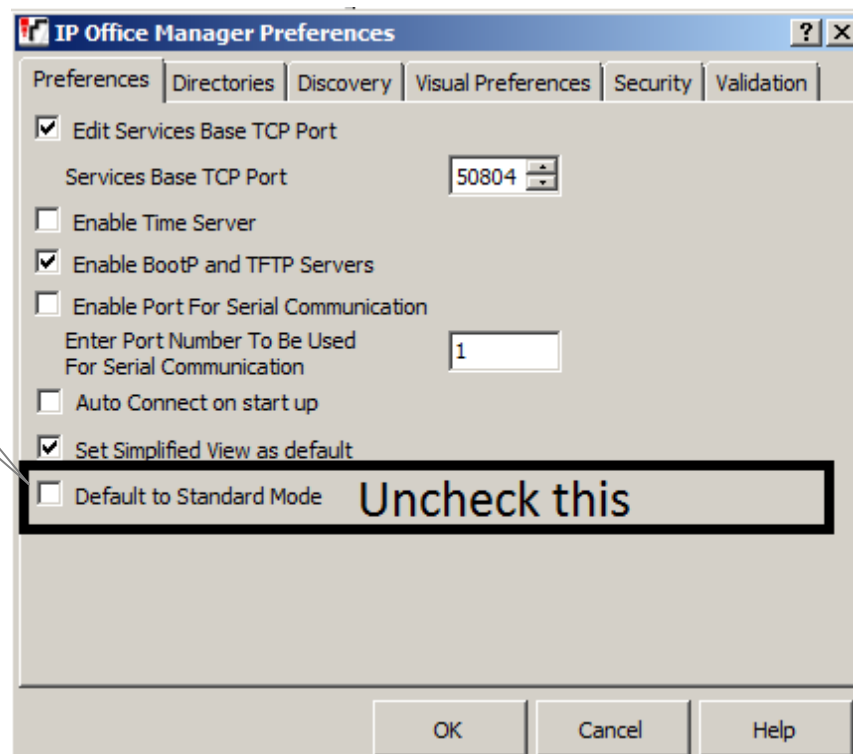 IP Office Manager Preferences
Preferences Directories Discovery Visual Preferences Security Validation
Edit Services Base TCP Port
Services Base TCP Port 50804
Enable Time Server
Enable BootP and TFTP Servers
Enable Port For Serial Communication
Enter Port Number To Be Used
For Serial Communication
1
Auto Connect on start up
Set Simplified View as default
Default to Standard Mode Uncheck this
OK Cancel Help